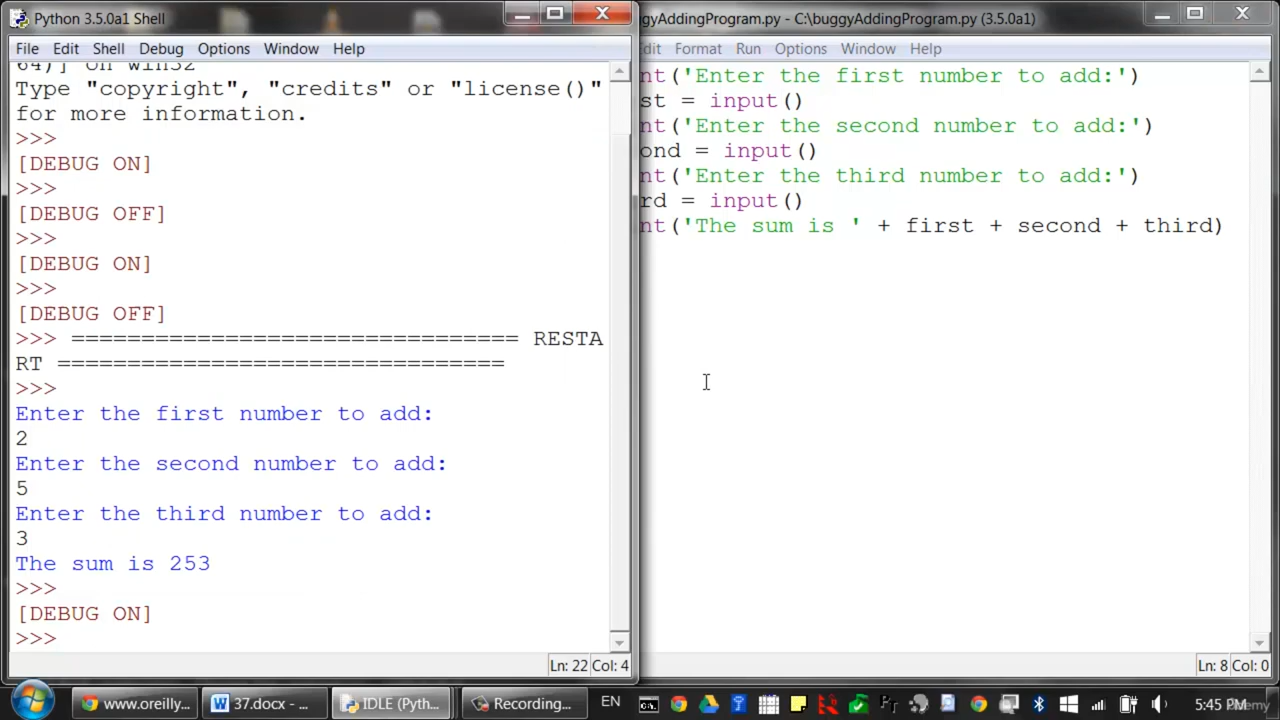 Python 3.5.0a1 Shell
File Edit Shell Debug Options Window Help
64)] on win32
Type "copyright", "credits" or "license()"
for more information.
>>>
[DEBUG ON]
>>>
[DEBUG OFF]
>>>
[DEBUG ON]
>>>
[DEBUG OFF]
>>> ================================ RESTA
RT ================================
>>>
Enter the first number to add:
2
Enter the second number to add:
5
Enter the third number to add:
3
The sum is 253
>>>
[DEBUG ON]
>>>
Ln: 22 Col: 4
ggyAddingProgram.py - C:\buggyAddingProgram.py (3.5.0a1)
dit Format Run Options Window Help
nt('Enter the first number to add:')
st = input()
nt('Enter the second number to add:')
ond = input()
nt('Enter the third number to add:')
rd = input()
nt('The sum is ' + first + second + third)
Ln: 8 Col: 0
www.oreilly... 37.docx - ... IDLE (Pyth... Recording... EN 5:45 PM